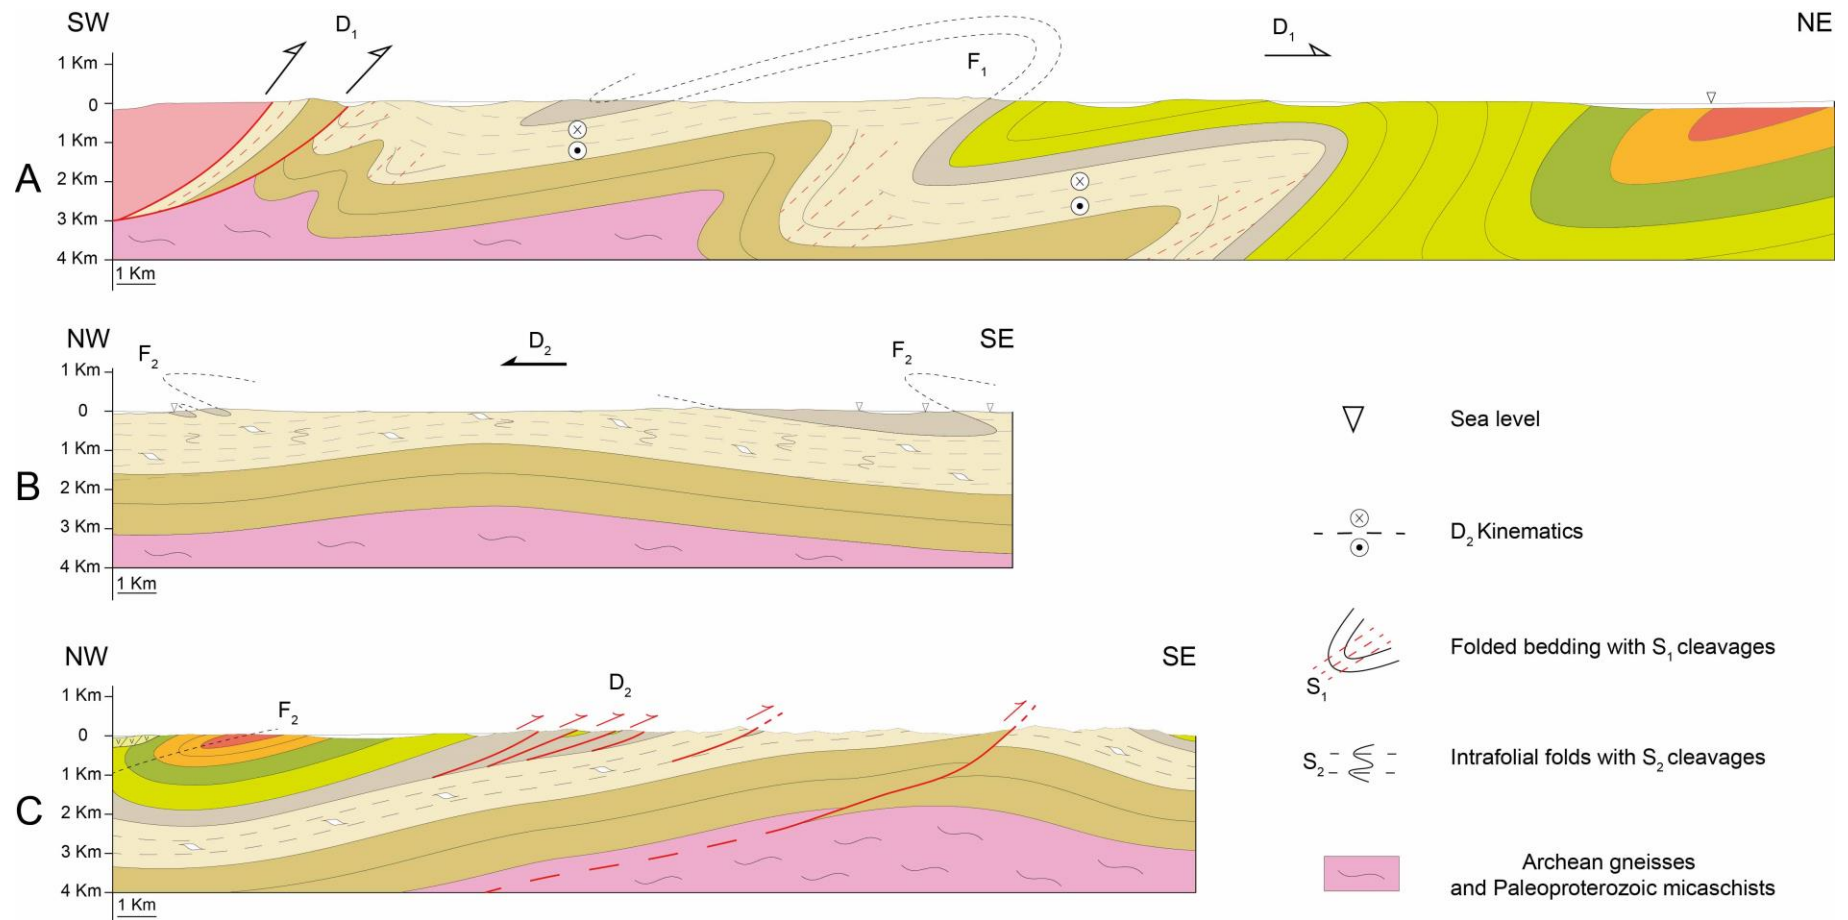 SW D₁ D₁ NE
F₁
1 Km
0
1 Km
A
2 Km
3 Km
4 Km
1 Km
NW D₂ SE
F₂ F₂
1 Km
0
1 Km
B
2 Km
3 Km
4 Km
1 Km
NW SE
D₂
F₂
1 Km
0
v v v
1 Km
C
2 Km
3 Km
4 Km
1 Km
Sea level
D₂ Kinematics
Folded bedding with S₁ cleavages
S₁
S₂ Intrafolial folds with S₂ cleavages
Archean gneisses
and Paleoproterozoic micaschists